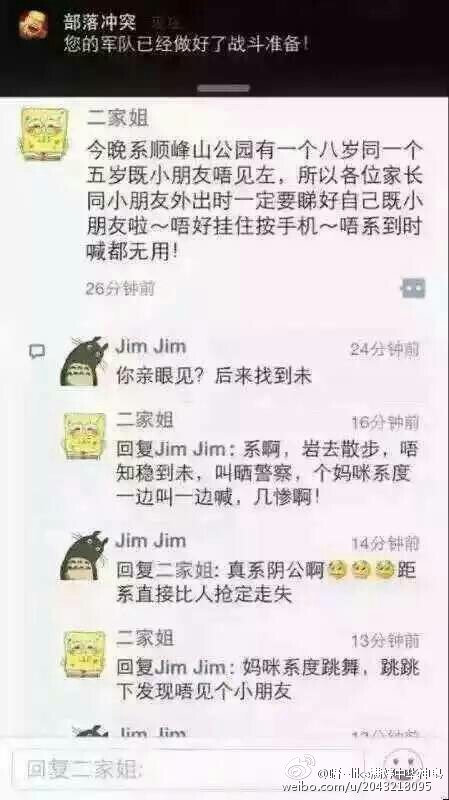 部落冲突
您的军队已经做好了战斗准备！
二家姐
今晚系顺峰山公园有一个八岁同一个
五岁既小朋友唔见左，所以各位家长
同小朋友外出时一定要睇好自己既小
朋友啦～唔好挂住按手机～唔系到时
喊都无用！
26分钟前
Jim Jim
24分钟前
你亲眼见？后来找到未
二家姐
16分钟前
回复Jim Jim：系啊，岩去散步，唔
知稳到未，叫晒警察，个妈咪系度
一边叫一边喊，几惨啊！
Jim Jim
14分钟前
回复二家姐：真系阴公啊 距
系直接比人抢定走失
二家姐
13分钟前
回复Jim Jim：妈咪系度跳舞，跳跳
下发现唔见个小朋友
Jim Jim
回复二家姐:
weibo.com/u/2043213095